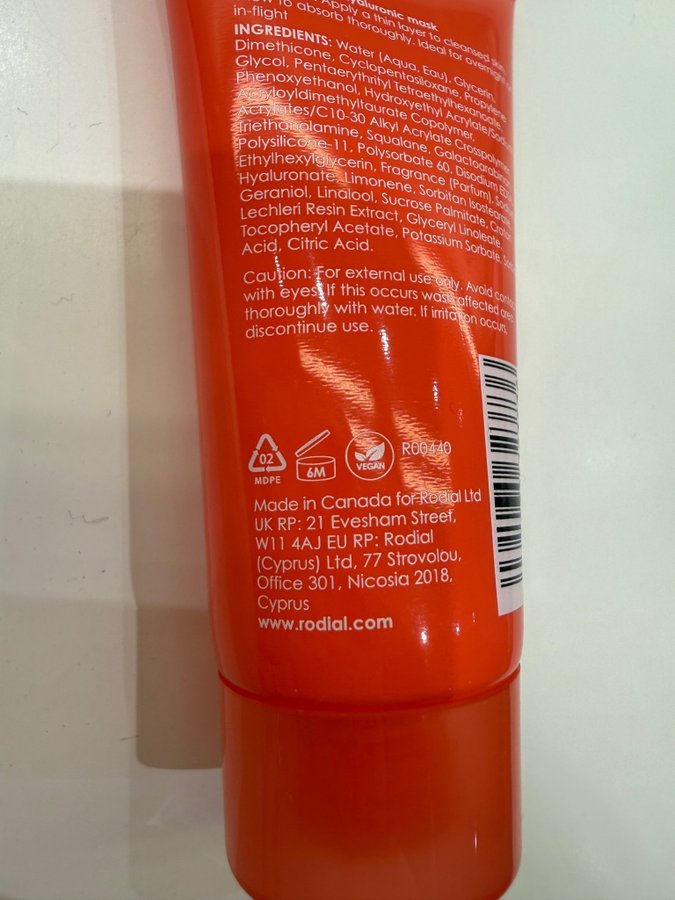 hyaluronic mask
Apply a thin layer to cleansed skin
to absorb thoroughly. Ideal for overnight or
in-flight
INGREDIENTS: Water (Aqua, Eau), Glycerin,
Dimethicone, Cyclopentasiloxane, Propylene
Glycol, Pentaerythrityl Tetraethylhexanoate,
Phenoxyethanol, Hydroxyethyl Acrylate/Sodium
Acryloyldimethyltaurate Copolymer,
Acrylates/C10-30 Alkyl Acrylate Crosspolymer,
Triethanolamine, Squalane, Galactoarabinan,
Polysilicone-11, Polysorbate 60, Disodium EDTA,
Ethylhexylglycerin, Fragrance (Parfum), Sodium
Hyaluronate, Limonene, Sorbitan Isostearate,
Geraniol, Linalool, Sucrose Palmitate, Croton
Lechleri Resin Extract, Glyceryl Linoleate,
Tocopheryl Acetate, Potassium Sorbate,
Acid, Citric Acid.
Caution: For external use only. Avoid contact
with eyes. If this occurs wash affected area
thoroughly with water. If irritation occurs,
discontinue use.
02
MDPE
6M
VEGAN
R00440
Made in Canada for Rodial Ltd
UK RP: 21 Evesham Street,
W11 4AJ EU RP: Rodial
(Cyprus) Ltd, 77 Strovolou,
Office 301, Nicosia 2018,
Cyprus
www.rodial.com